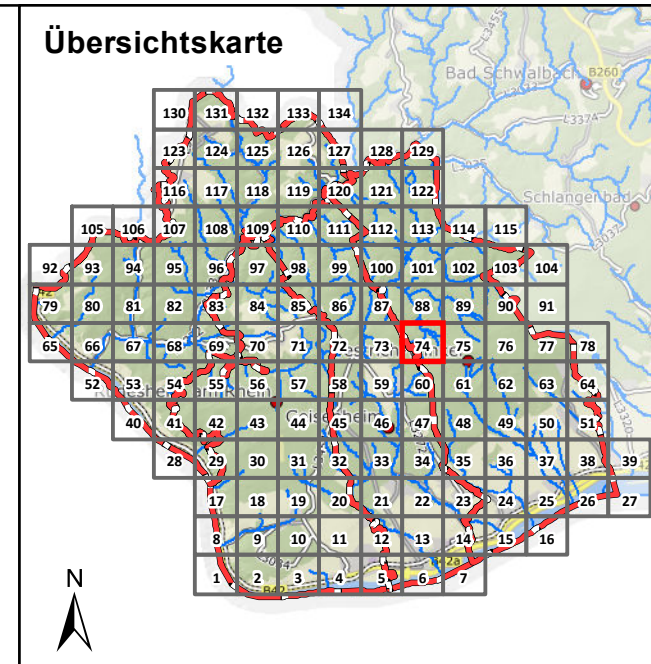 Übersichtskarte
Bad Schwalbach
B260
L3374
L3035
130 131 132 133 134
123 124 125 126 127 128 129
116 117 118 119 120 121 122
Schlangenbad
L3037
105 106 107 108 109 110 111 112 113 114 115
92 93 94 95 96 97 98 99 100 101 102 103 104
79 80 81 82 83 84 85 86 87 88 89 90 91
65 66 67 68 69 70 71 72 73 74 75 76 77 78
52 53 54 55 56 57 58 59 60 61 62 63 64
40 41 42 43 44 45 46 47 48 49 50 51
Geisenheim
L3320
28 29 30 31 32 33 34 35 36 37 38 39
17 18 19 20 21 22 23 24 25 26 27
8 9 10 11 12 13 14 15 16
L3034
B42a
1 2 3 4 5 6 7
B42
N